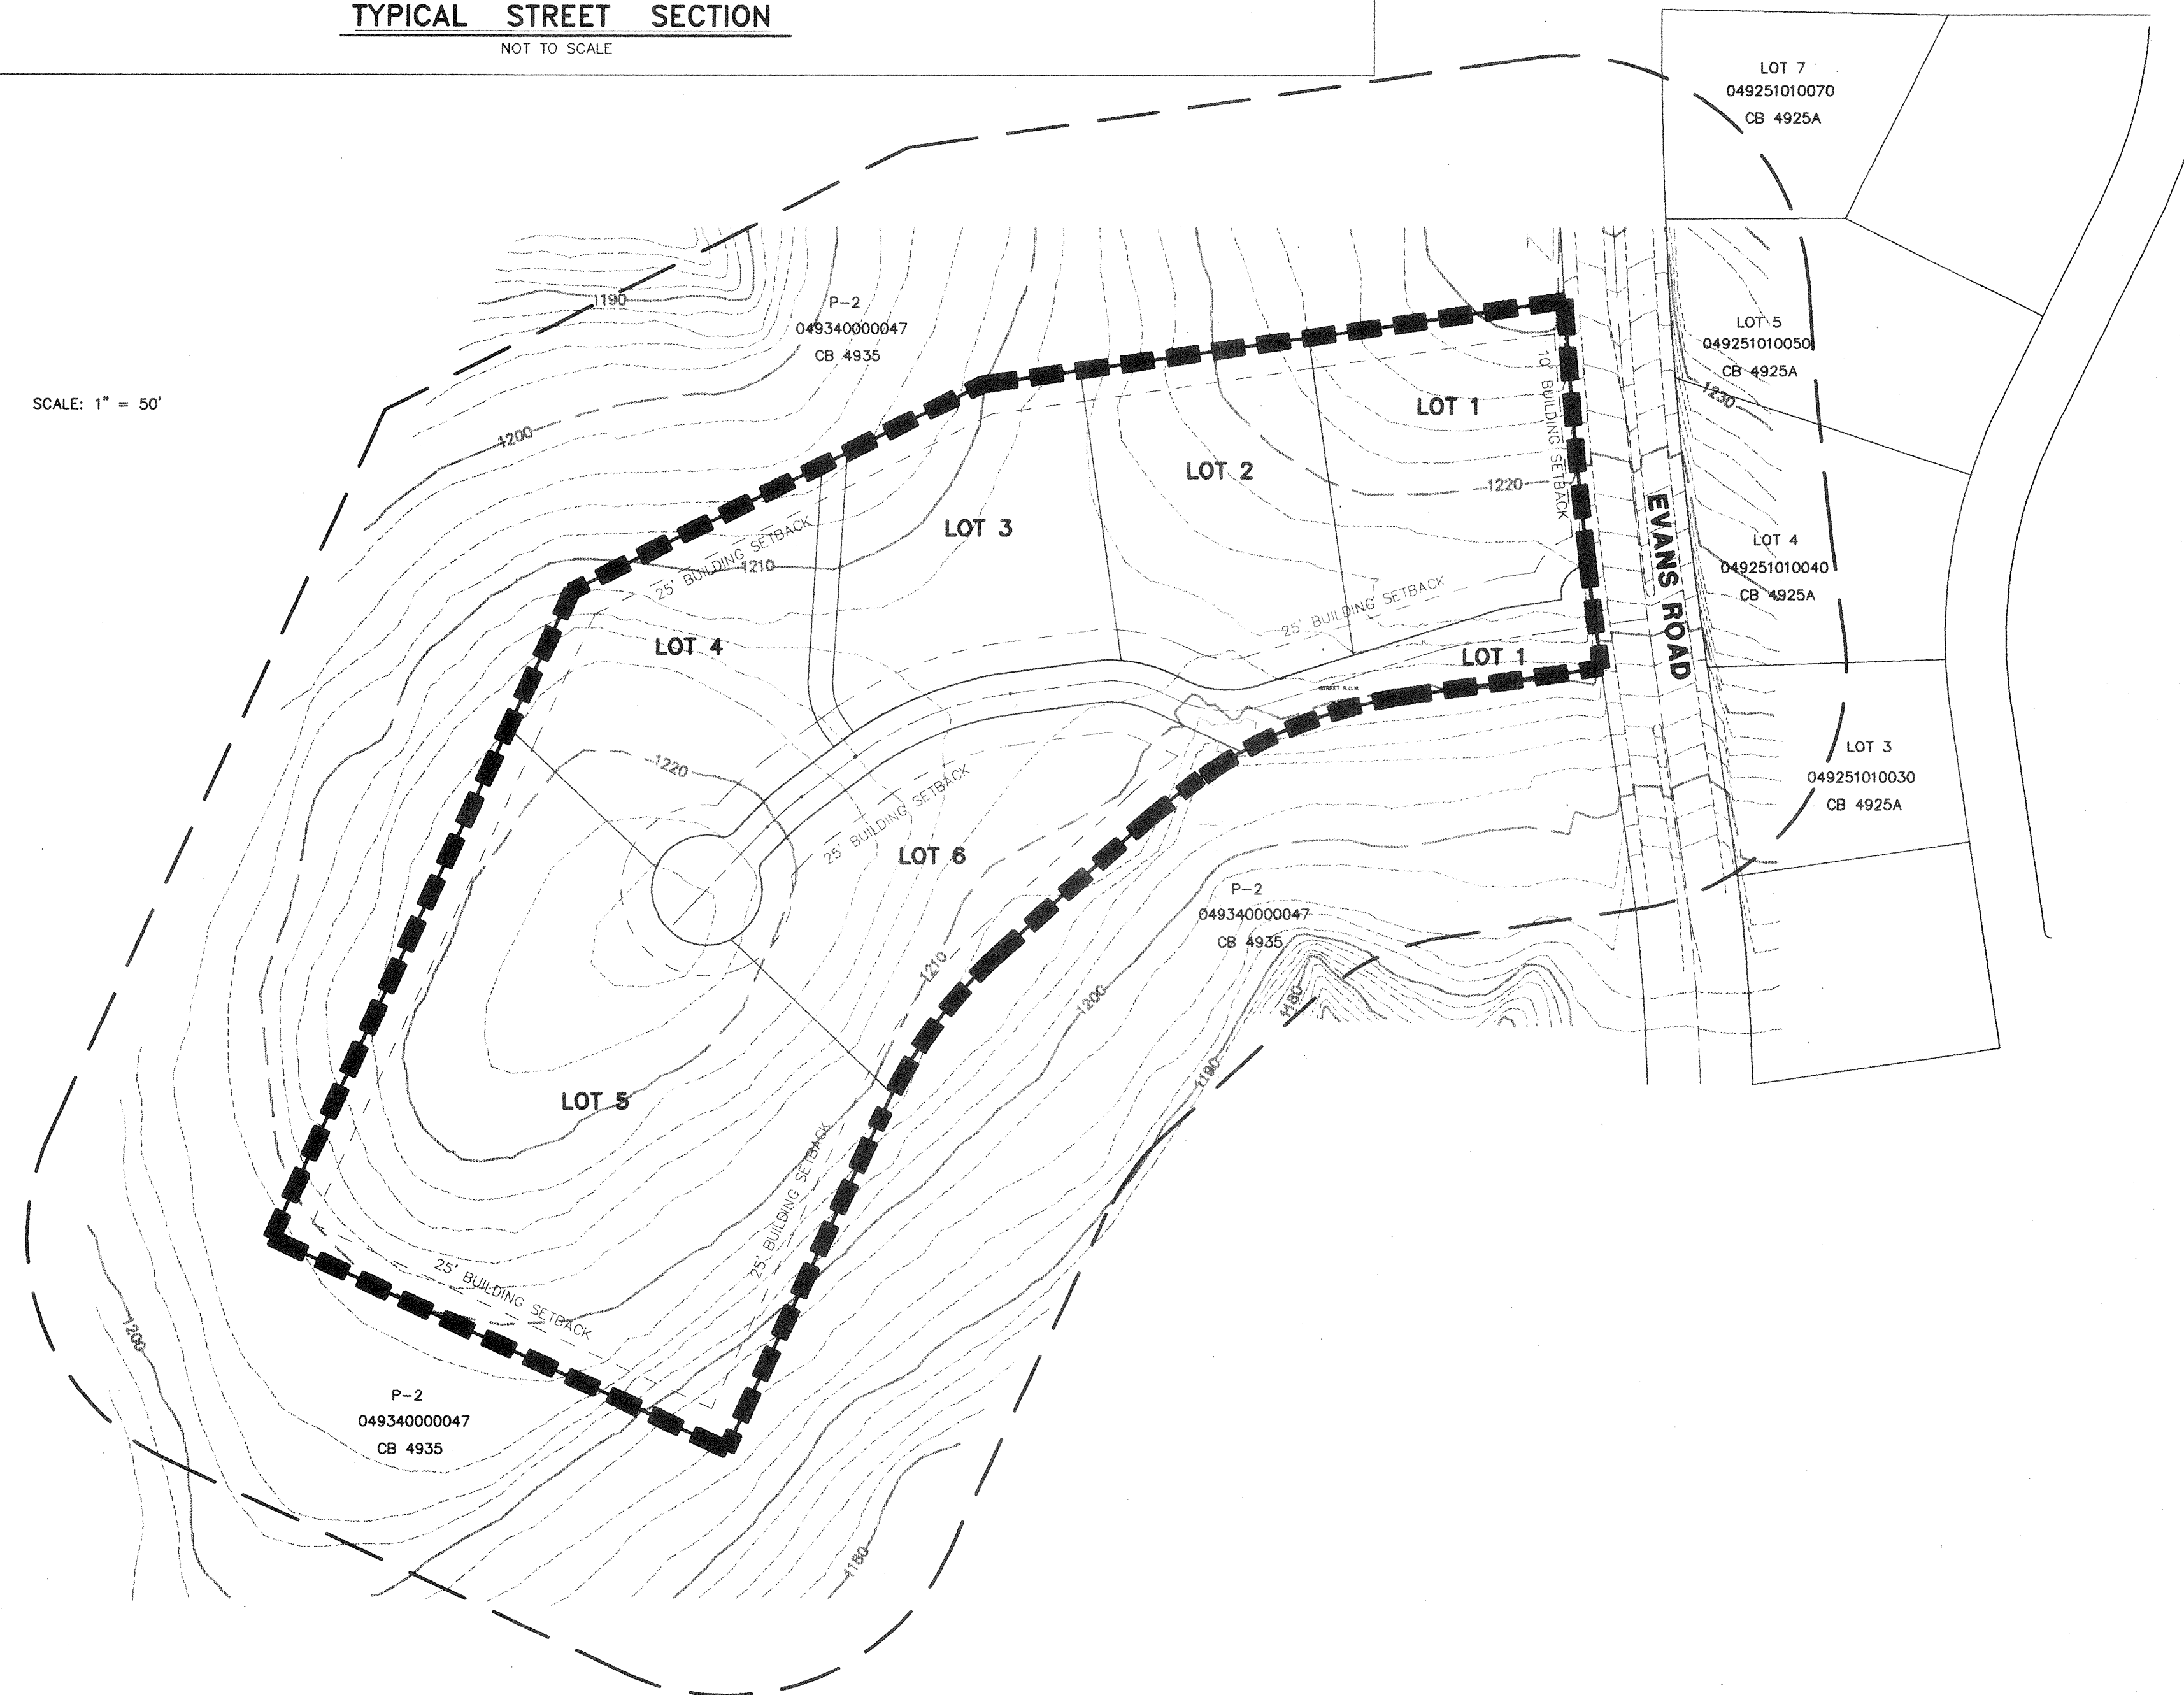 TYPICAL STREET SECTION
NOT TO SCALE
LOT 7
049251010070
CB 4925A
SCALE: 1" = 50'
1190
P-2
049340000047
CB 4935
LOT 5
049251010050
CB 4925A
1230
1200
LOT 1
10' BUILDING SETBACK
LOT 2
1220
EVANS ROAD
LOT 3
25' BUILDING SETBACK
1210
LOT 4
049251010040
CB 4925A
25' BUILDING SETBACK
LOT 4
LOT 1
STREET R.O.W.
1220
LOT 3
049251010030
CB 4925A
25' BUILDING SETBACK
LOT 6
P-2
049340000047
CB 4935
1210
1200
1180
1190
LOT 5
25' BUILDING SETBACK
25' BUILDING SETBACK
1200
P-2
049340000047
CB 4935
1180